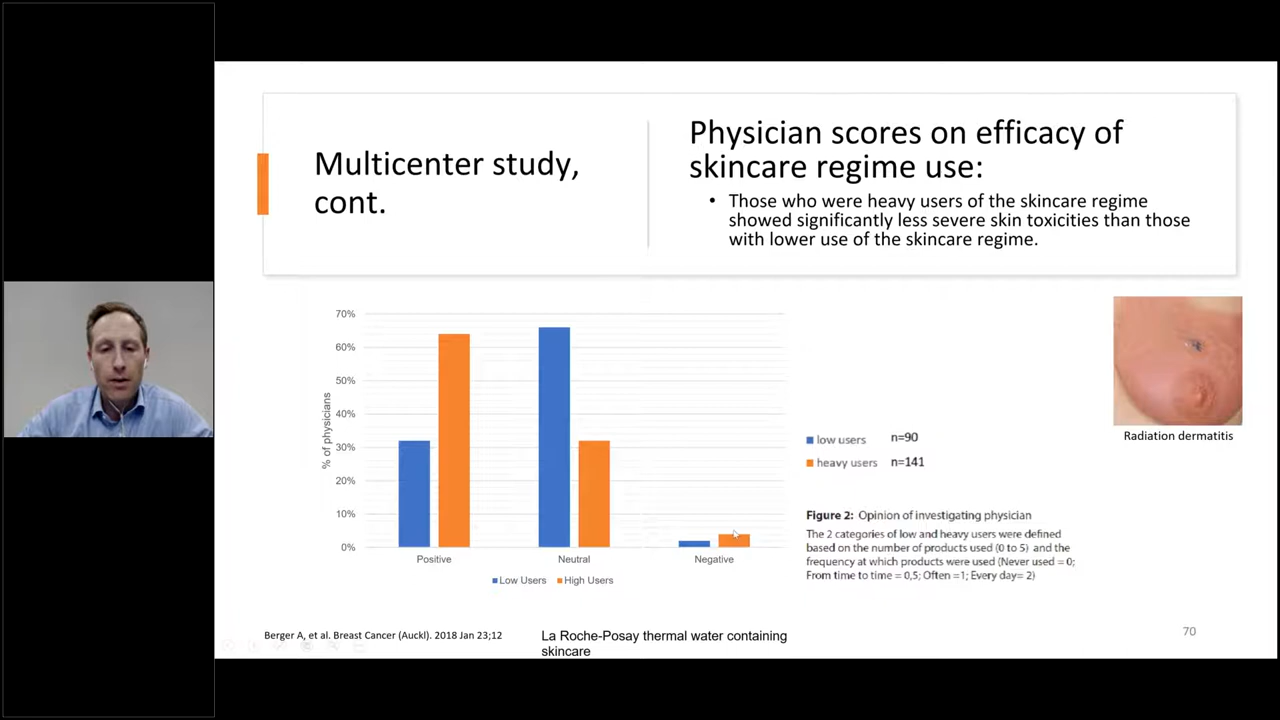 Multicenter study,
cont.
Physician scores on efficacy of
skincare regime use:
• Those who were heavy users of the skincare regime
showed significantly less severe skin toxicities than those
with lower use of the skincare regime.
70%
60%
50%
40%
30%
20%
10%
0%
% of physicians
Positive
Neutral
Negative
Low Users
High Users
low users n=90
heavy users n=141
Radiation dermatitis
Figure 2: Opinion of investigating physician
The 2 categories of low and heavy users were defined
based on the number of products used (0 to 5) and the
frequency at which products were used (Never used = 0;
From time to time = 0,5; Often =1; Every day= 2)
Berger A, et al. Breast Cancer (Auckl). 2018 Jan 23;12
La Roche-Posay thermal water containing
skincare
70